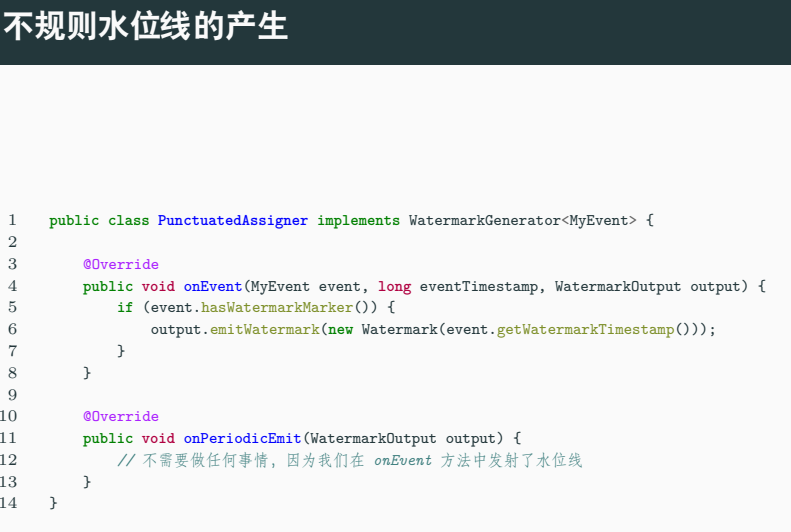 不规则水位线的产生
1 public class PunctuatedAssigner implements WatermarkGenerator<MyEvent> {
2
3 @Override
4 public void onEvent(MyEvent event, long eventTimestamp, WatermarkOutput output) {
5 if (event.hasWatermarkMarker()) {
6 output.emitWatermark(new Watermark(event.getWatermarkTimestamp()));
7 }
8 }
9
10 @Override
11 public void onPeriodicEmit(WatermarkOutput output) {
12 // 不需要做任何事情，因为我们在 onEvent 方法中发射了水位线
13 }
14 }